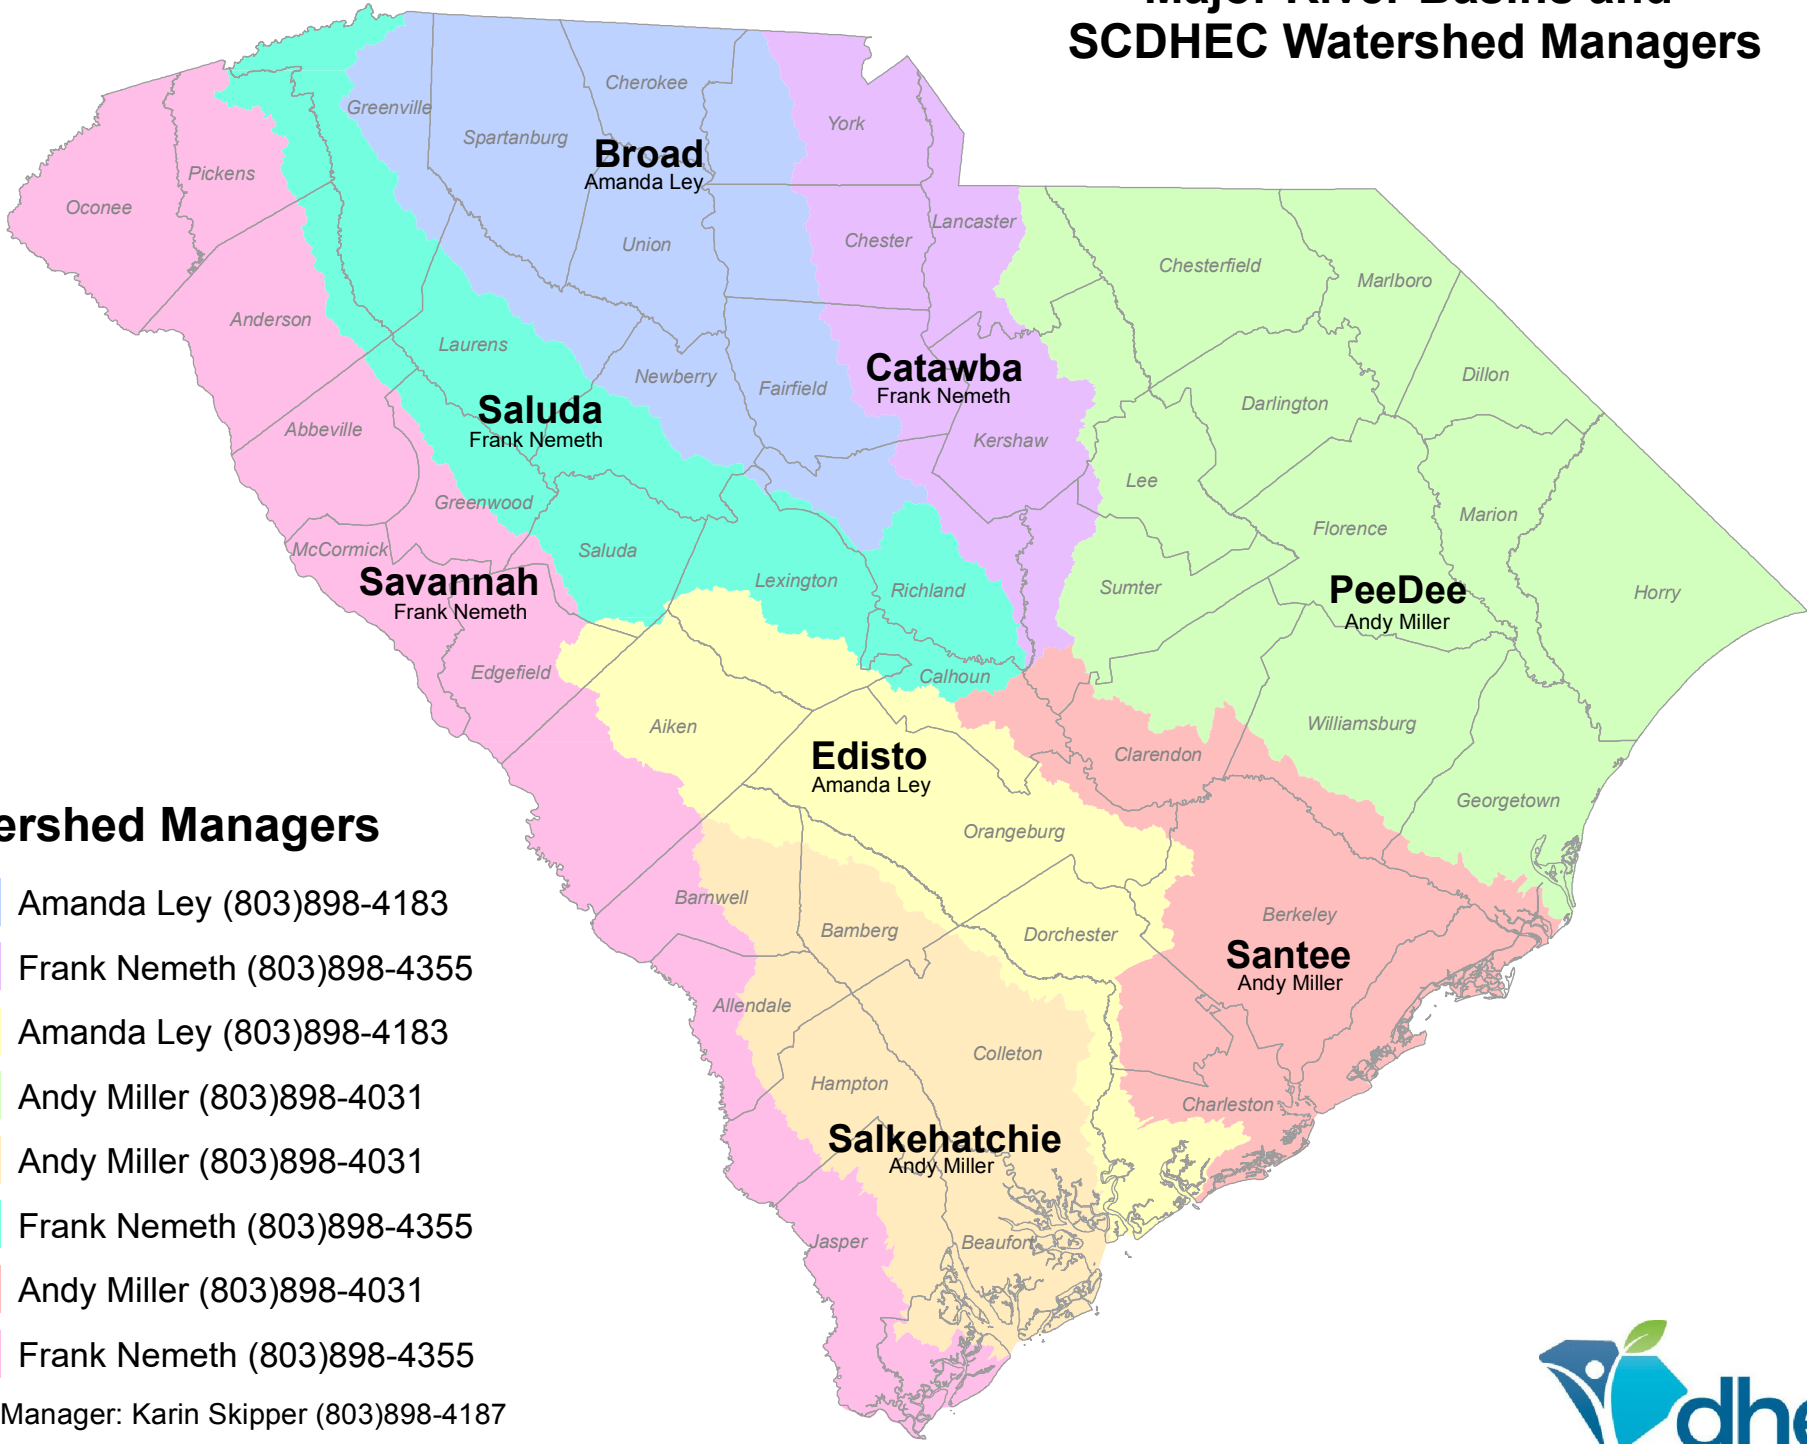 Major River Basins and
SCDHEC Watershed Managers
Cherokee
Greenville
York
Spartanburg
Broad
Amanda Ley
Pickens
Oconee
Lancaster
Chester
Union
Chesterfield
Marlboro
Anderson
Laurens
Catawba
Frank Nemeth
Newberry
Fairfield
Dillon
Darlington
Saluda
Frank Nemeth
Abbeville
Kershaw
Lee
Greenwood
Marion
Florence
McCormick
Saluda
Savannah
Frank Nemeth
Lexington
Richland
Sumter
PeeDee
Andy Miller
Horry
Edgefield
Calhoun
Aiken
Williamsburg
Edisto
Amanda Ley
Clarendon
Georgetown
Orangeburg
Barnwell
Bamberg
Dorchester
Berkeley
Santee
Andy Miller
Allendale
Colleton
Hampton
Charleston
Salkehatchie
Andy Miller
Jasper
Beaufort
ershed Managers
Amanda Ley (803)898-4183
Frank Nemeth (803)898-4355
Amanda Ley (803)898-4183
Andy Miller (803)898-4031
Andy Miller (803)898-4031
Frank Nemeth (803)898-4355
Andy Miller (803)898-4031
Frank Nemeth (803)898-4355
Manager: Karin Skipper (803)898-4187
dhe